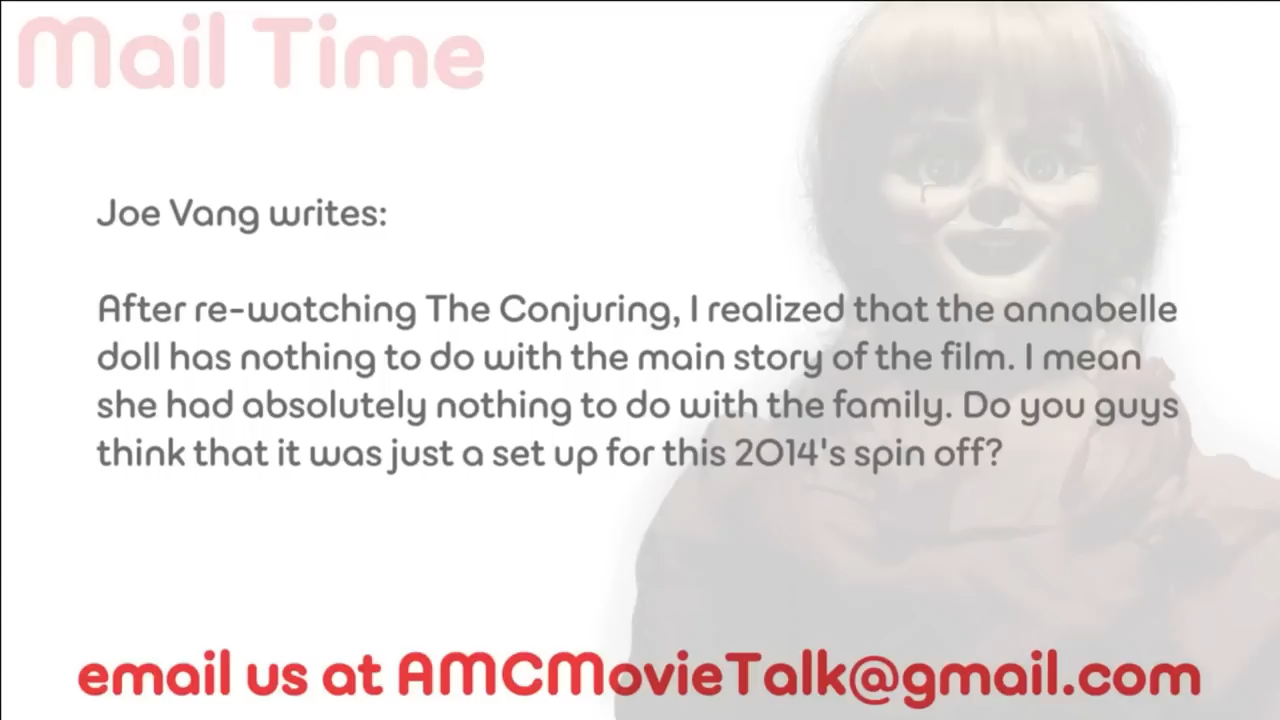 Mail Time
Joe Vang writes:
After re-watching The Conjuring, I realized that the annabelle
doll has nothing to do with the main story of the film. I mean
she had absolutely nothing to do with the family. Do you guys
think that it was just a set up for this 2014's spin off?
email us at AMCMovieTalk@gmail.com